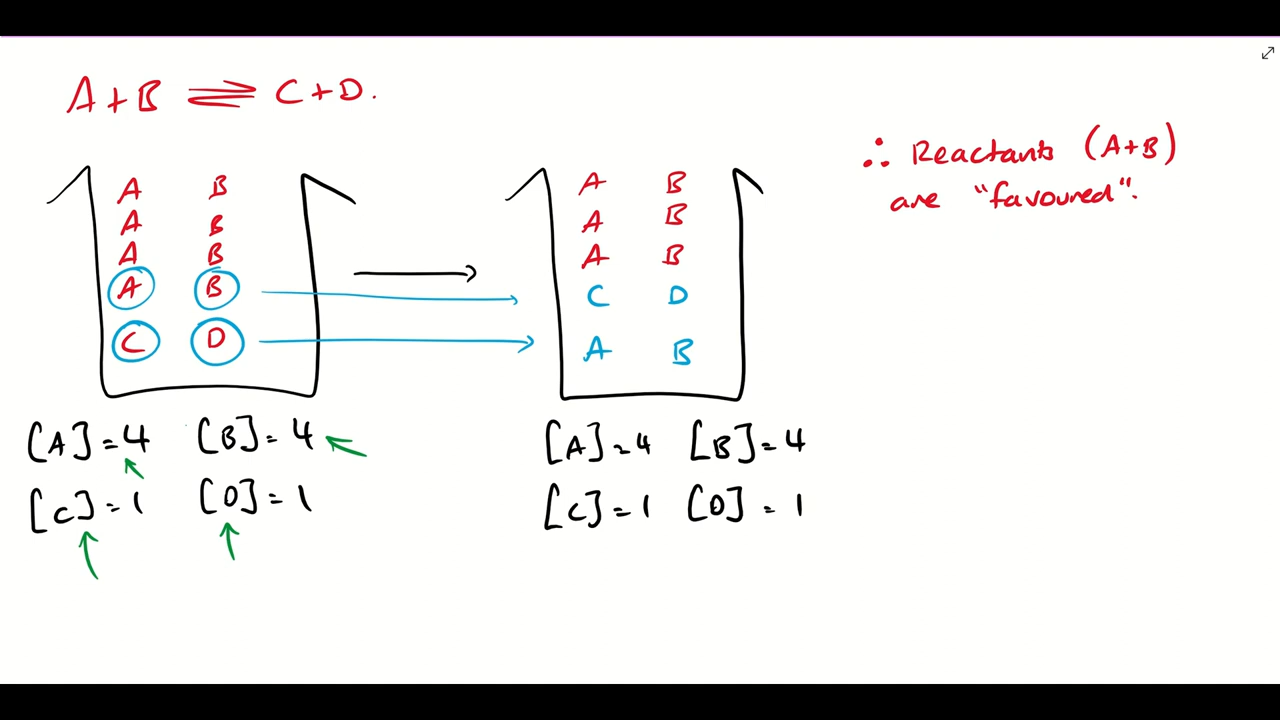 A + B ⇌ C + D.
∴ Reactants (A+B)
are "favoured".
A B
A B
A B
A B
C D
[A] = 4 [B] = 4
[C] = 1 [D] = 1
A B
A B
A B
C D
A B
[A] = 4 [B] = 4
[C] = 1 [D] = 1